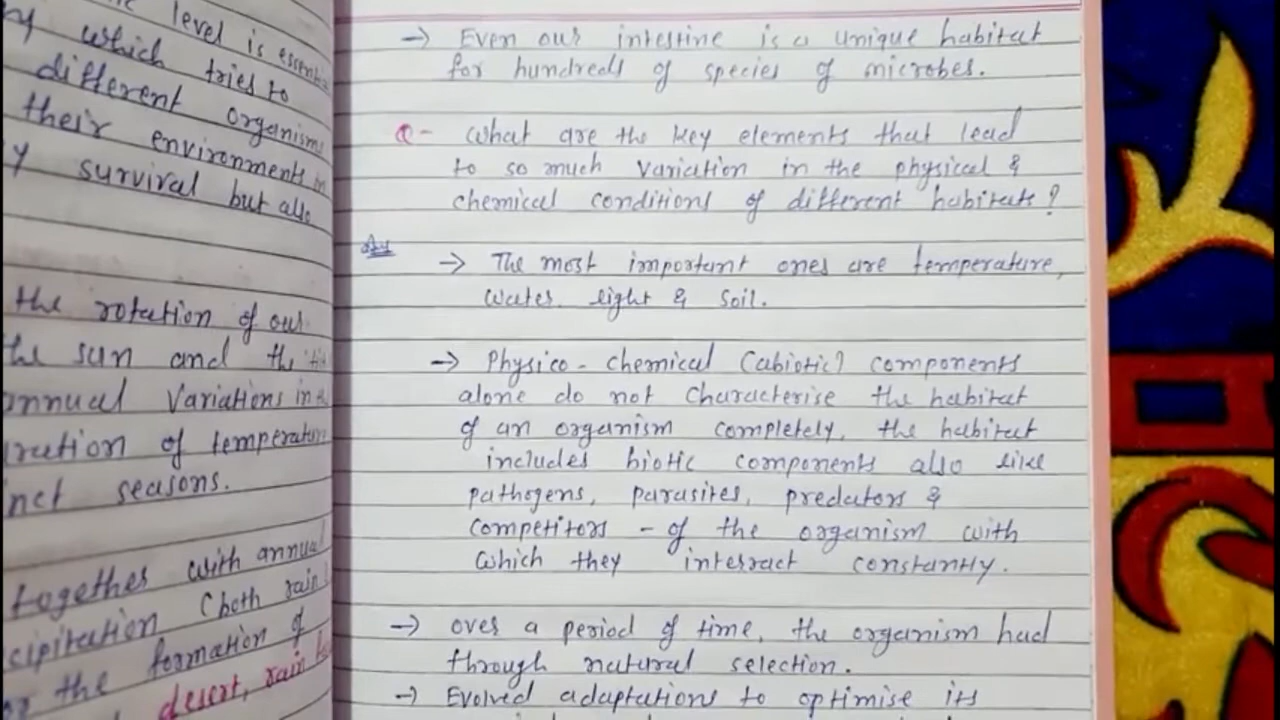 level is
which tries to
different organisms
their environments
survival but also
the rotation of our
the sun and the
annual Variations in
of temperature
seasons.
together with annual
(both rain
the formation of
desert, rain
→ Even our intestine is a unique habitat
for hundreds of species of microbes.
Q- What are the key elements that lead
to so much Variation in the physical &
chemical conditions of different habitats?
Ans
→ The most important ones are temperature,
Water, light & Soil.
→ Physico-chemical (abiotic) components
alone do not characterise the habitat
of an organism completely, the habitat
includes biotic components also like
pathogens, parasites, predators &
competitors - of the organism with
which they interract constantly.
→ over a period of time, the organism had
through natural selection.
→ Evolved adaptations to optimise its